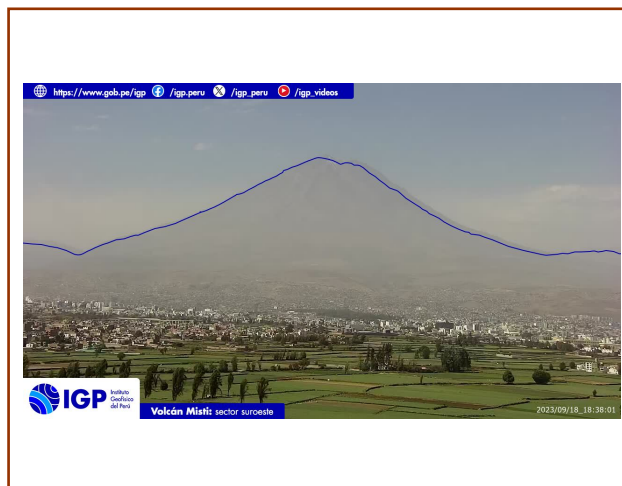 https://www.gob.pe/igp /igp.peru /igp_peru /igp_videos
IGP
Instituto
Geofísico
del Perú
Volcán Misti: sector suroeste
2023/09/18_18:38:01